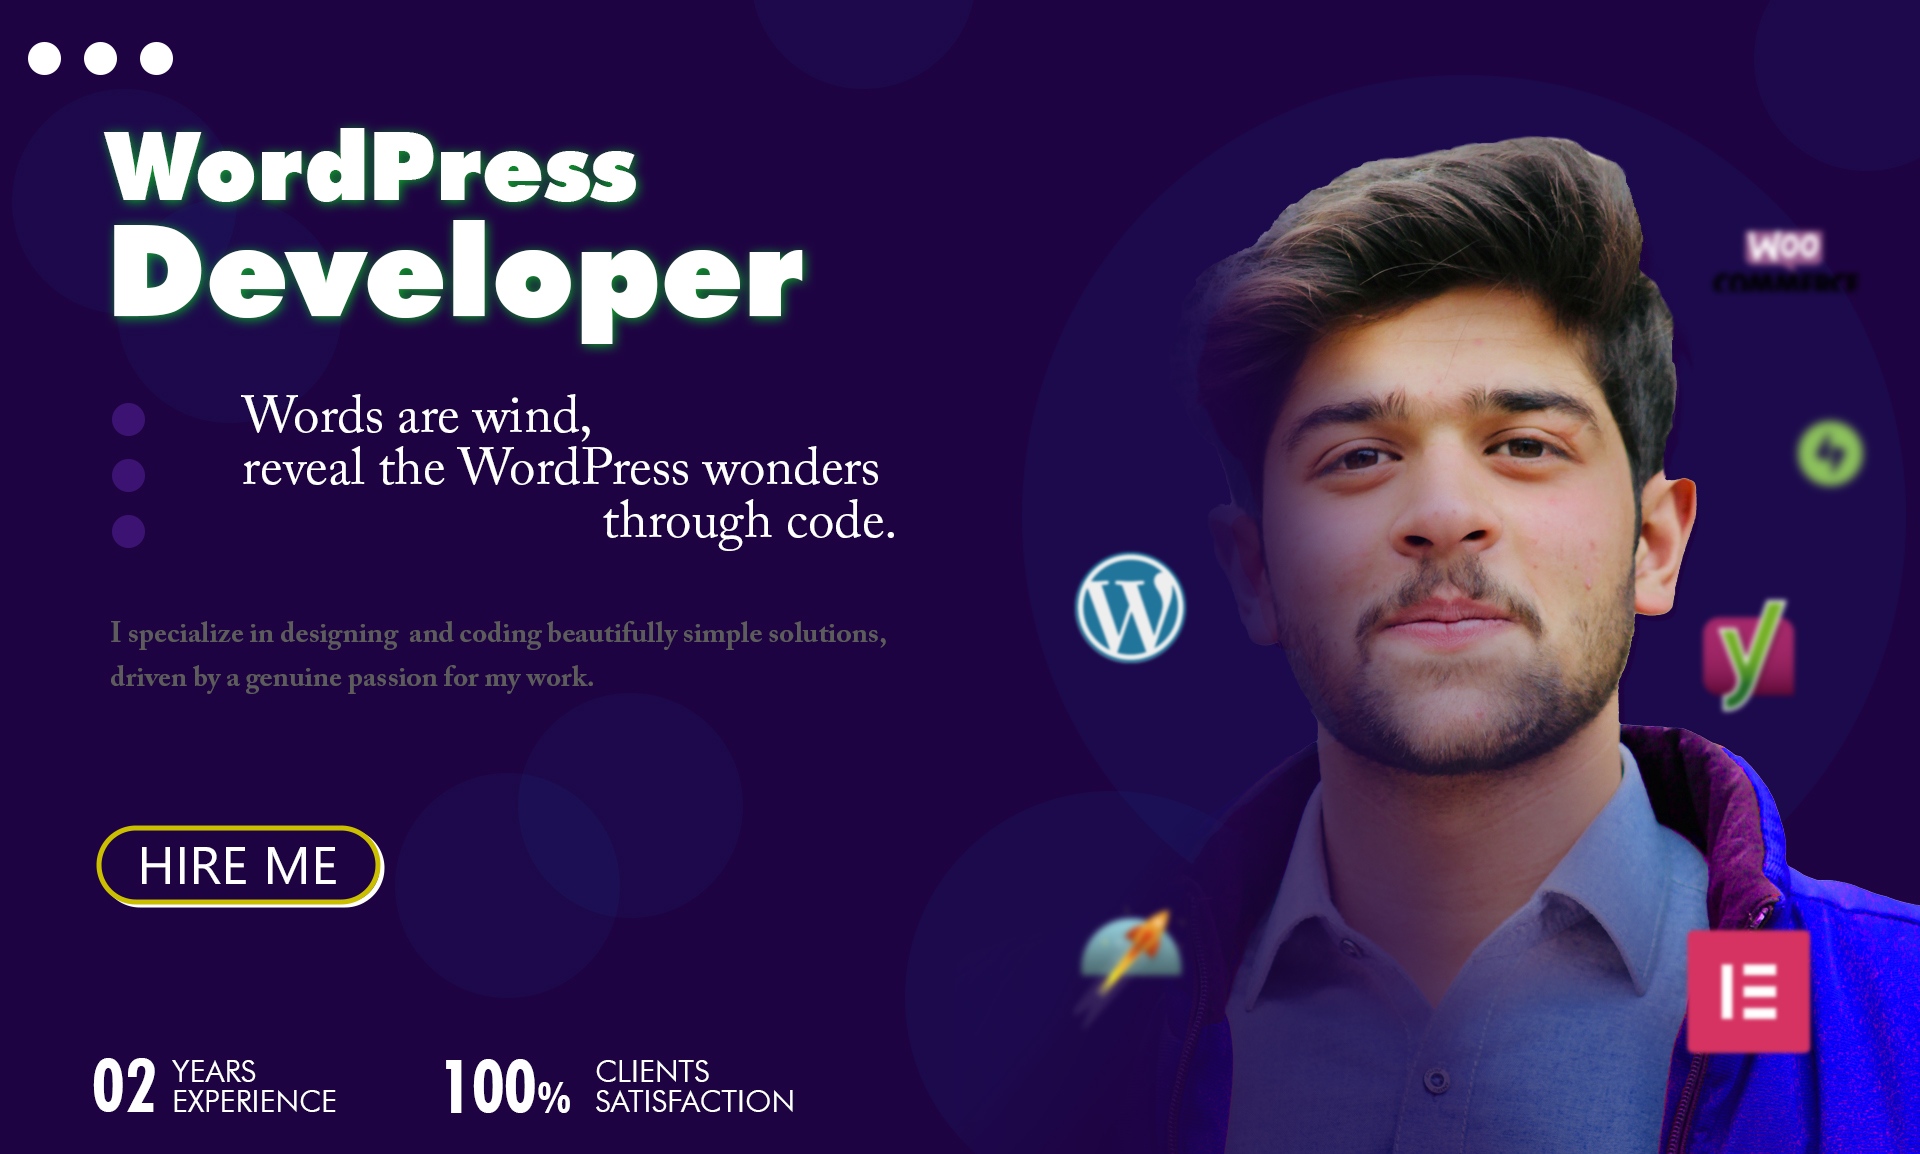 WordPress
Developer
Words are wind,
reveal the WordPress wonders
through code.
I specialize in designing and coding beautifully simple solutions,
driven by a genuine passion for my work.
HIRE ME
02 YEARS
EXPERIENCE
100% CLIENTS
SATISFACTION
WOO
COMMERCE
W
y